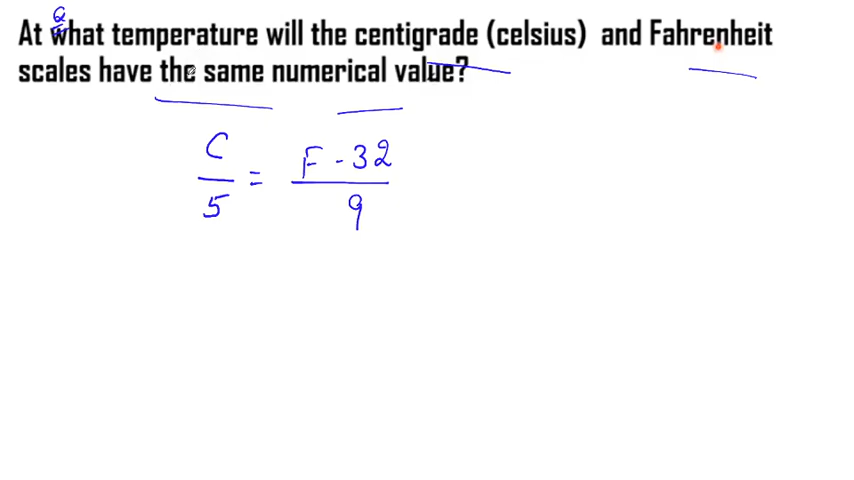 Q
At what temperature will the centigrade (celsius) and Fahrenheit
scales have the same numerical value?
C/5 = F - 32/9